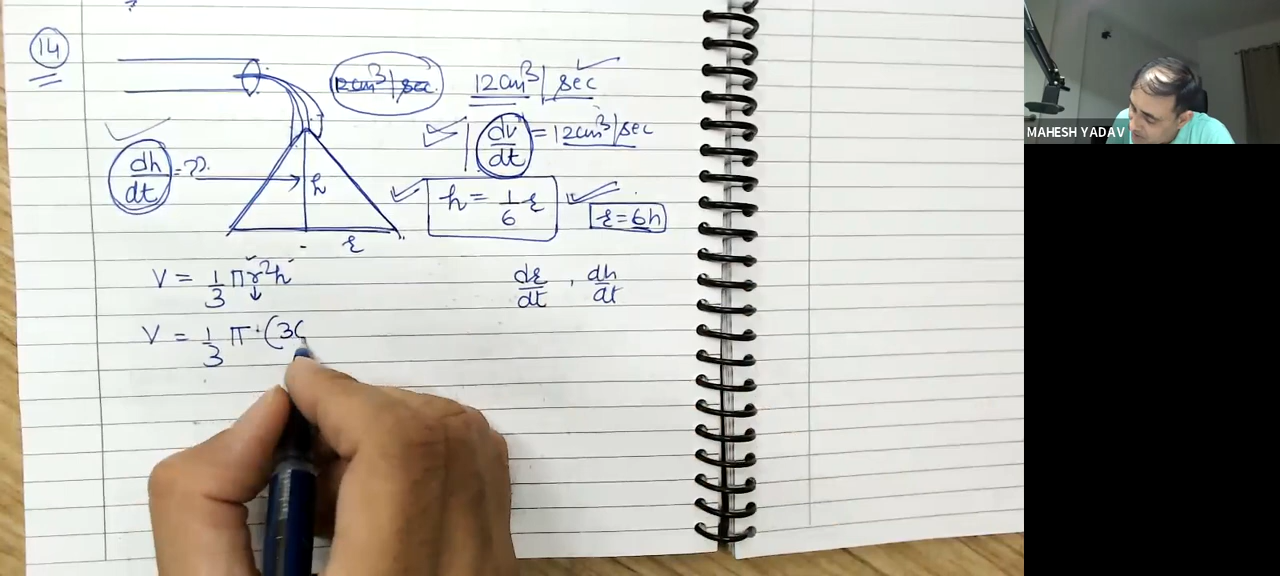 14
12cm³/sec 12cm³/sec
dv/dt = 12cm³/sec
dh/dt = ??
h
h = 1/6 r
r = 6h
r
V = 1/3 πr²h
dr/dt , dh/dt
V = 1/3 π·(36
MAHESH YADAV